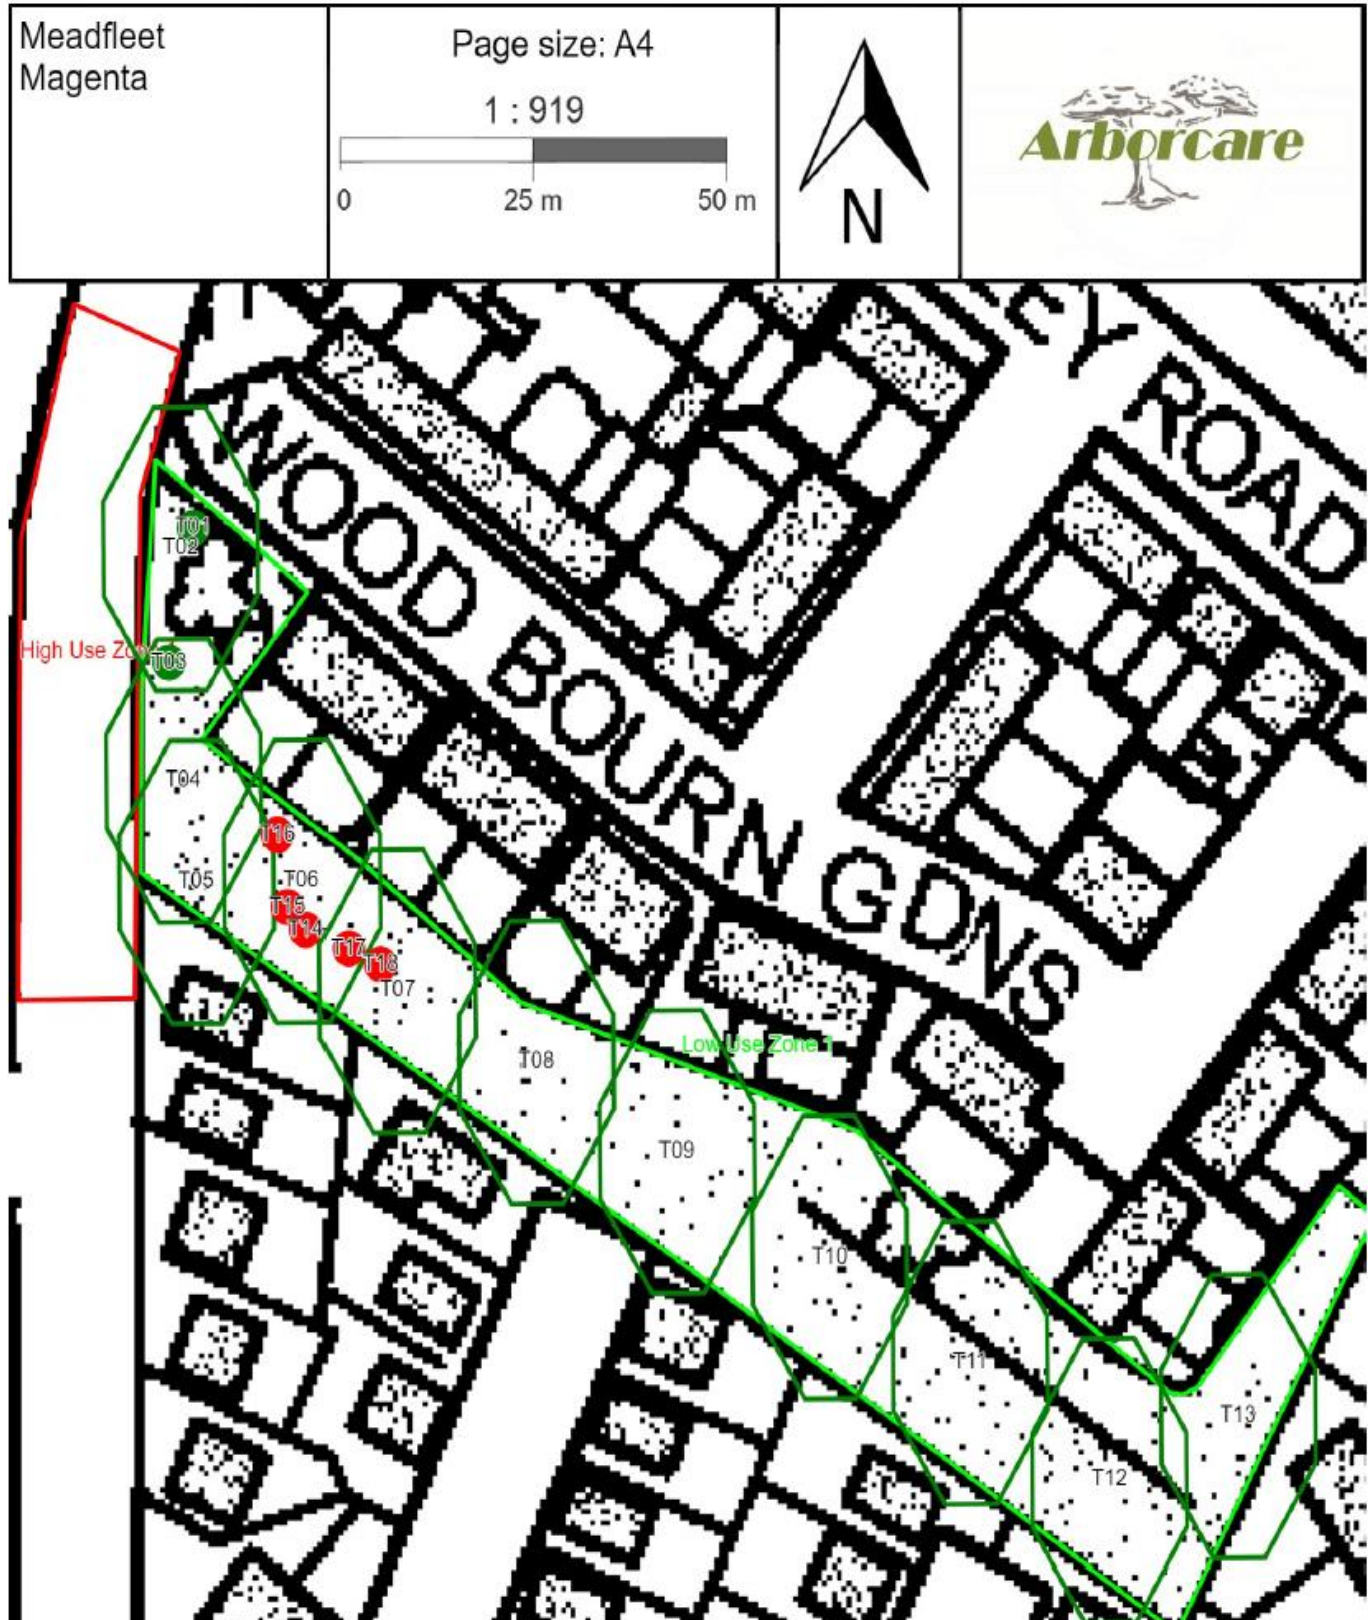 Meadfleet
Magenta
Page size: A4
1 : 919
0 25 m 50 m
N
Arborcare
EY ROAD
WOOD BOURN GDNS
T01
T02
High Use
T03
T04
T16
T05
T06
T15
T14
T17
T18
T07
Low Use Zone 1
T08
T09
T10
T11
T13
T12